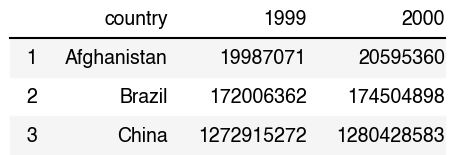 country 1999 2000
1 Afghanistan 19987071 20595360
2 Brazil 172006362 174504898
3 China 1272915272 1280428583